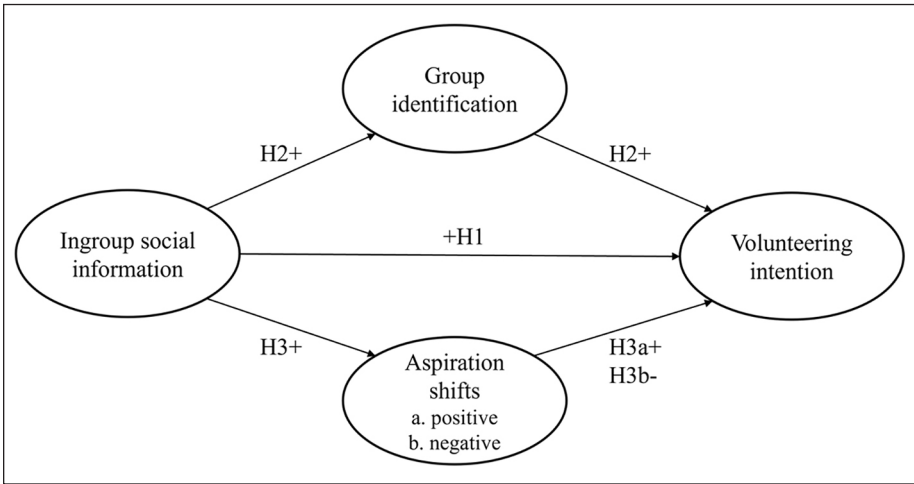 Group
identification
H2+
H2+
Ingroup social
information
+H1
Volunteering
intention
H3+
Aspiration
shifts
a. positive
b. negative
H3a+
H3b-